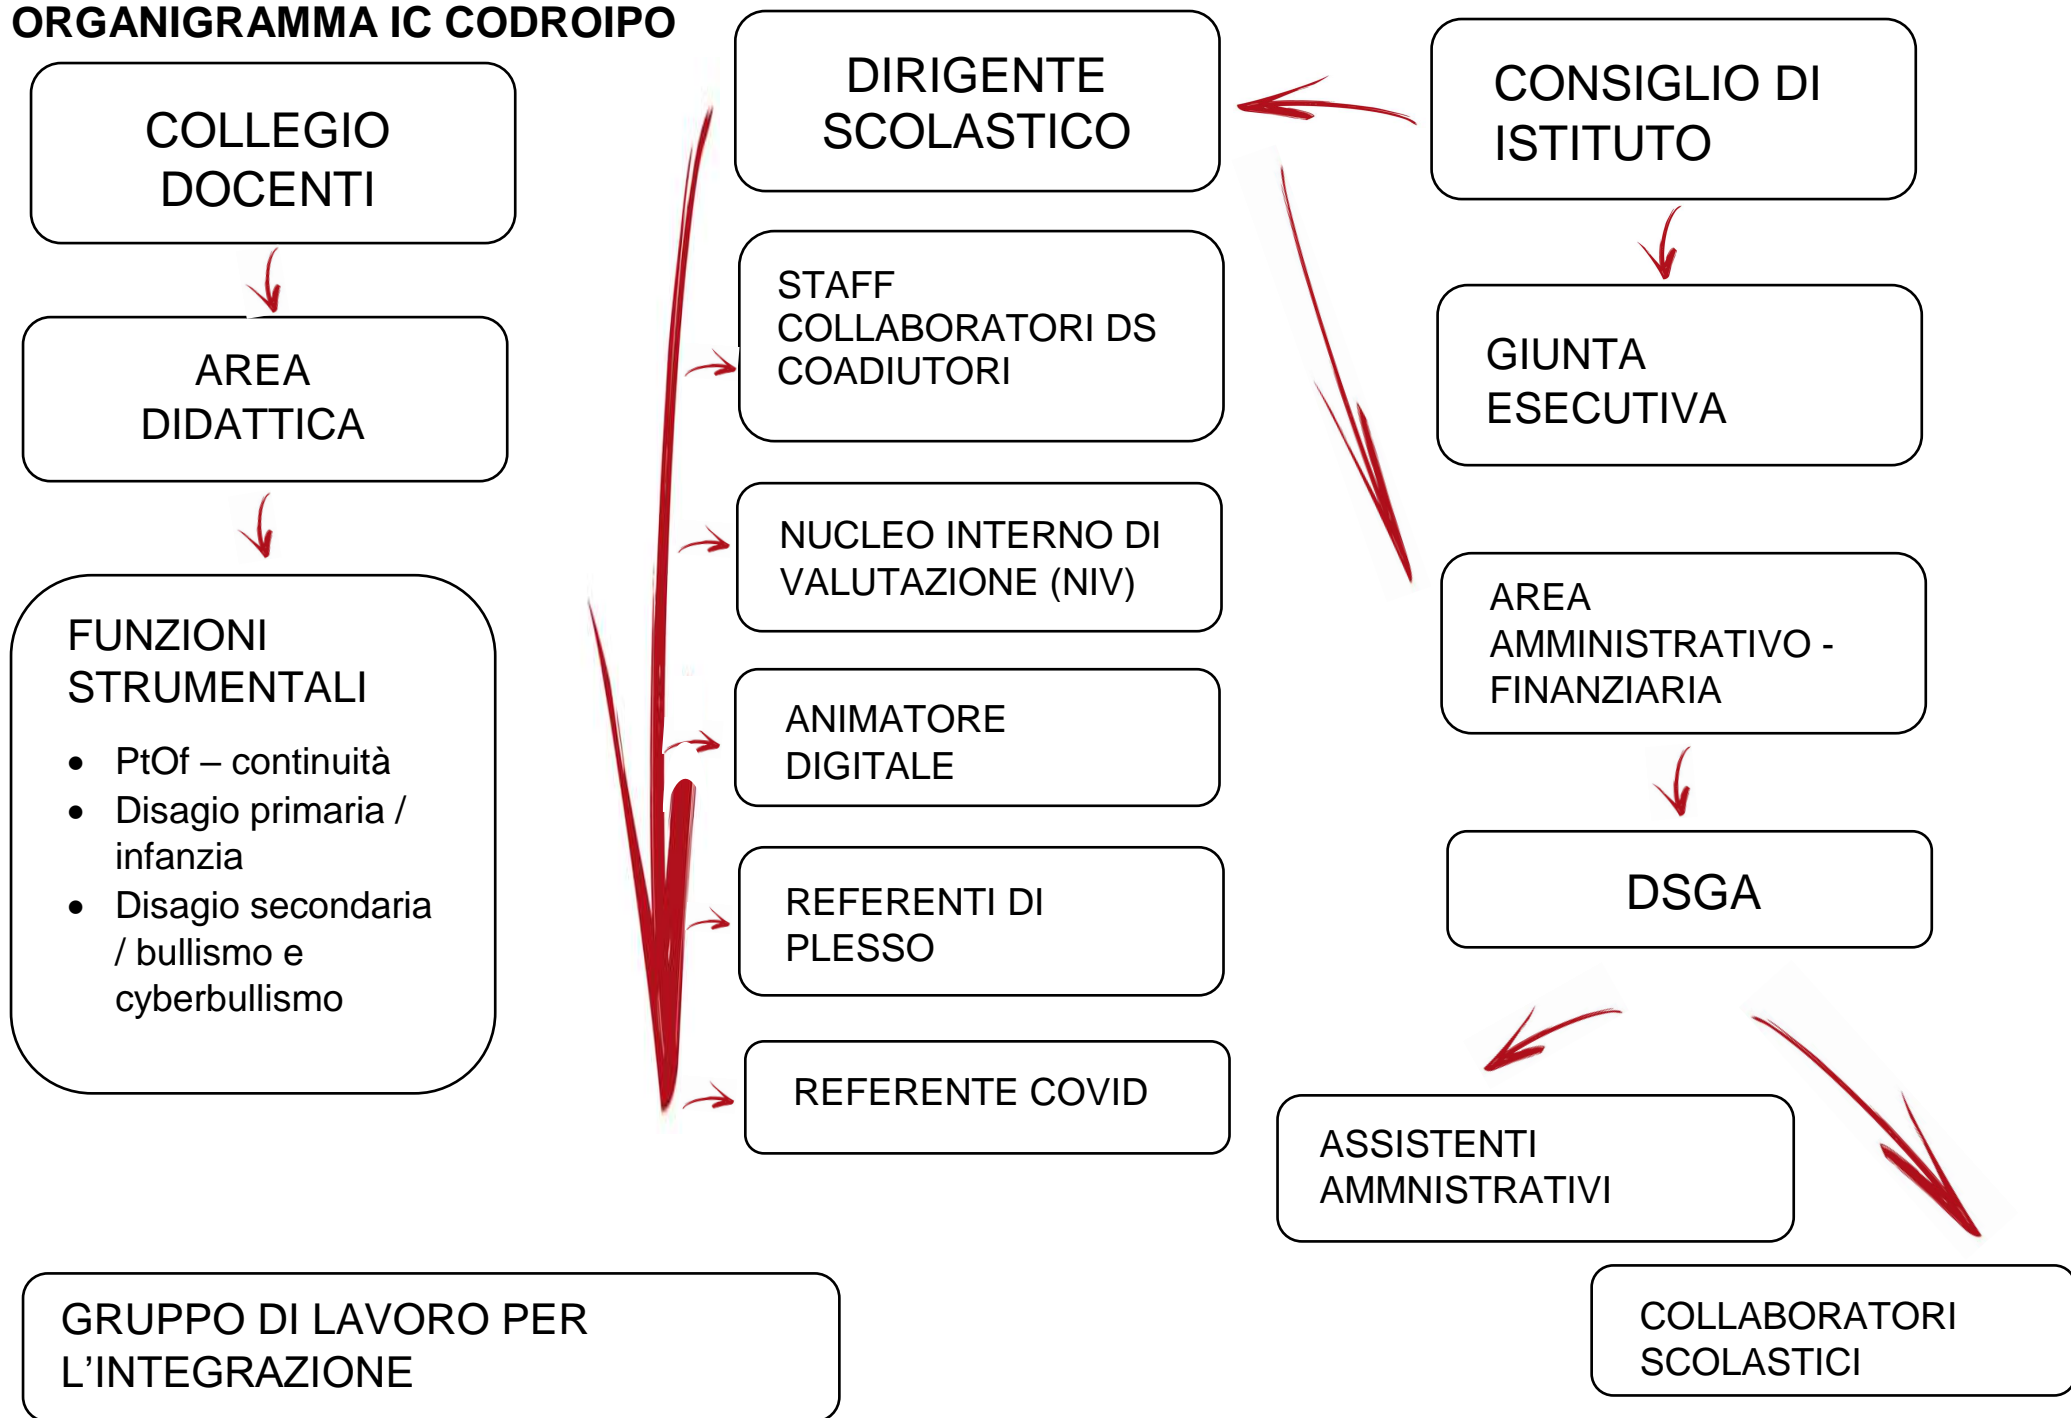 ORGANIGRAMMA IC CODROIPO
COLLEGIO
DOCENTI
AREA
DIDATTICA
FUNZIONI
STRUMENTALI
• PtOf – continuità
• Disagio primaria /
infanzia
• Disagio secondaria
/ bullismo e
cyberbullismo
DIRIGENTE
SCOLASTICO
STAFF
COLLABORATORI DS
COADIUTORI
NUCLEO INTERNO DI
VALUTAZIONE (NIV)
ANIMATORE
DIGITALE
REFERENTI DI
PLESSO
REFERENTE COVID
CONSIGLIO DI
ISTITUTO
GIUNTA
ESECUTIVA
AREA
AMMINISTRATIVO -
FINANZIARIA
DSGA
ASSISTENTI
AMMNISTRATIVI
COLLABORATORI
SCOLASTICI
GRUPPO DI LAVORO PER
L’INTEGRAZIONE